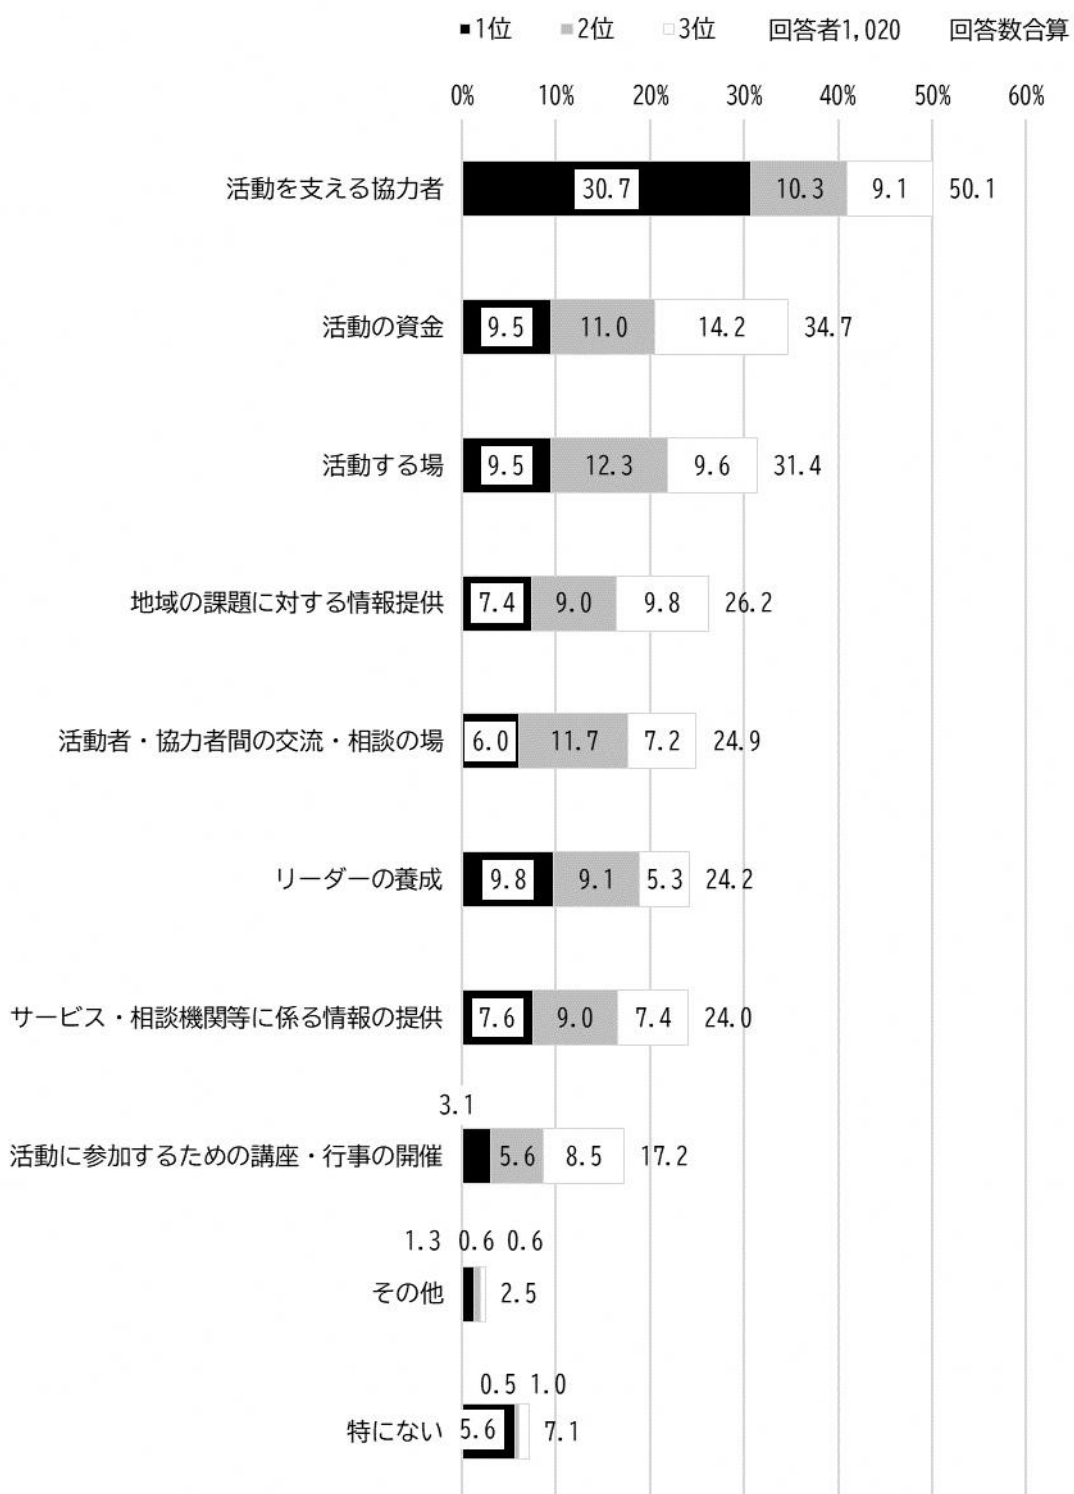 ■1位 ■2位 □3位 回答者1,020 回答数合算
0% 10% 20% 30% 40% 50% 60%
活動を支える協力者 30.7 10.3 9.1 50.1
活動の資金 9.5 11.0 14.2 34.7
活動する場 9.5 12.3 9.6 31.4
地域の課題に対する情報提供 7.4 9.0 9.8 26.2
活動者・協力者間の交流・相談の場 6.0 11.7 7.2 24.9
リーダーの養成 9.8 9.1 5.3 24.2
サービス・相談機関等に係る情報の提供 7.6 9.0 7.4 24.0
3.1
活動に参加するための講座・行事の開催 5.6 8.5 17.2
1.3 0.6 0.6
その他 2.5
0.5 1.0
特にない 5.6 7.1